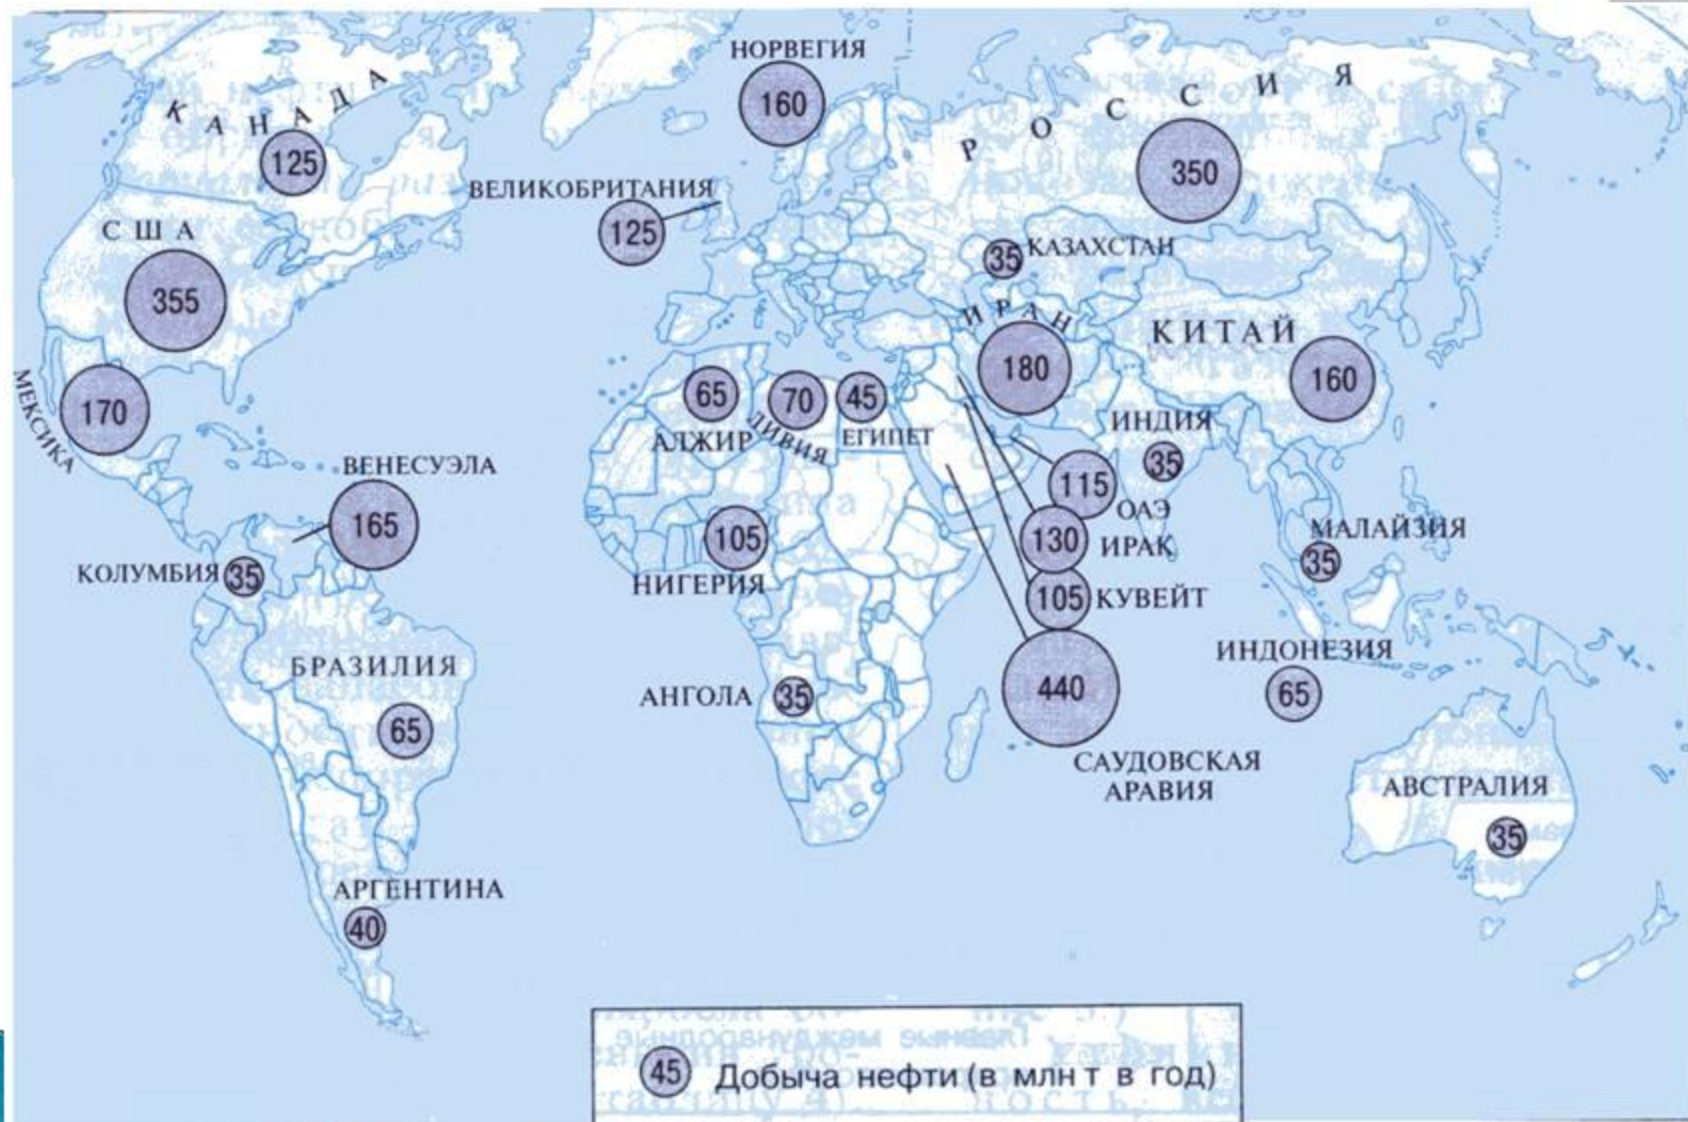 НОРВЕГИЯ
160
КАНАДА
125
РОССИЯ
350
ВЕЛИКОБРИТАНИЯ
125
США
355
35 КАЗАХСТАН
ИРАН
180
КИТАЙ
160
МЕКСИКА
170
65
АЛЖИР
70
ЛИВИЯ
45
ЕГИПЕТ
ИНДИЯ
35
ВЕНЕСУЭЛА
165
115
ОАЭ
130 ИРАК
105 КУВЕЙТ
440
САУДОВСКАЯ
АРАВИЯ
105
НИГЕРИЯ
МАЛАЙЗИЯ
35
КОЛУМБИЯ 35
БРАЗИЛИЯ
65
АНГОЛА 35
ИНДОНЕЗИЯ
65
АВСТРАЛИЯ
35
АРГЕНТИНА
40
Главные международные
45 Добыча нефти (в млн т в год)